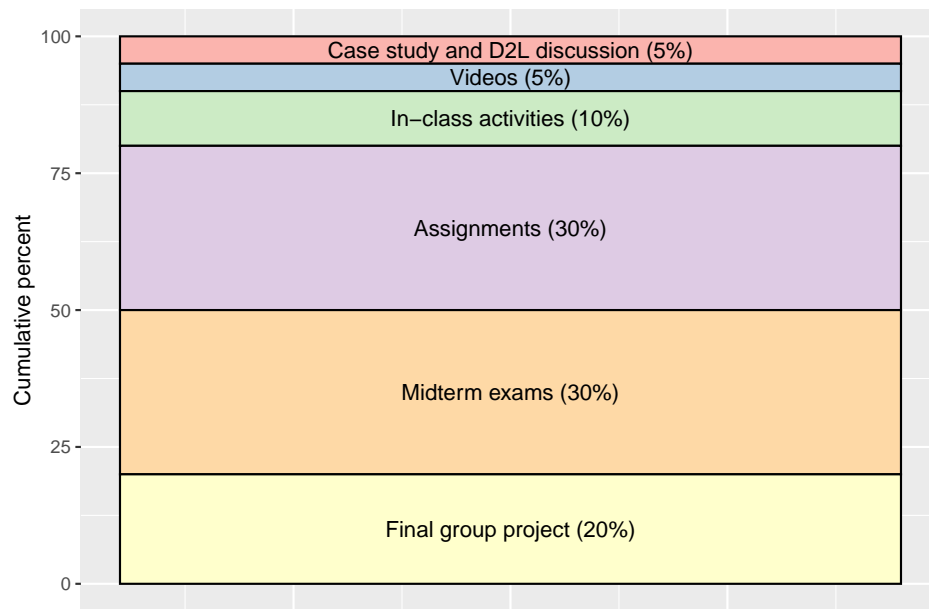 100
Case study and D2L discussion (5%)
Videos (5%)
In−class activities (10%)
75
Assignments (30%)
Cumulative percent
50
Midterm exams (30%)
25
Final group project (20%)
0